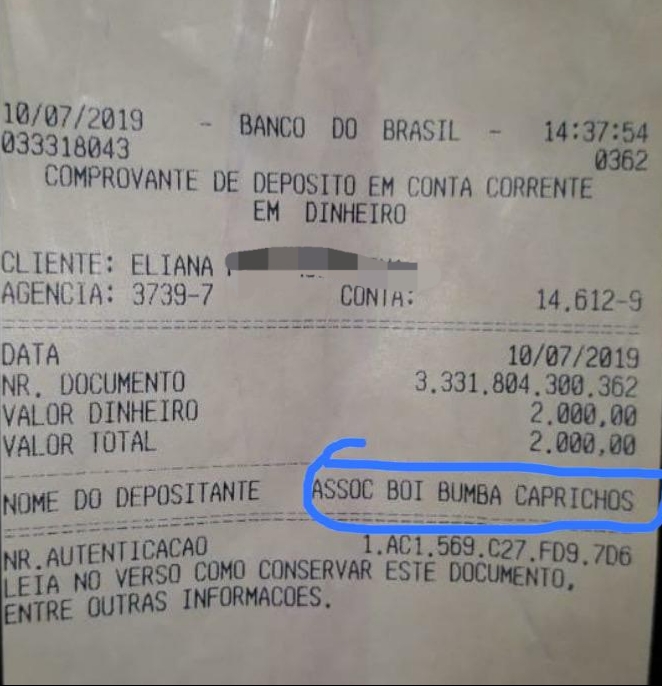 10/07/2019 - BANCO DO BRASIL - 14:37:54
033318043 0362
COMPROVANTE DE DEPOSITO EM CONTA CORRENTE
EM DINHEIRO
CLIENTE: ELIANA
AGENCIA: 3739-7 CONTA: 14.612-9
DATA 10/07/2019
NR. DOCUMENTO 3.331.804.300.362
VALOR DINHEIRO 2.000,00
VALOR TOTAL 2.000,00
NOME DO DEPOSITANTE ASSOC BOI BUMBA CAPRICHOS
NR.AUTENTICACAO 1.AC1.569.C27.FD9.7D6
LEIA NO VERSO COMO CONSERVAR ESTE DOCUMENTO,
ENTRE OUTRAS INFORMACOES.